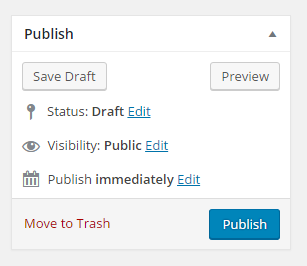 Publish
Save Draft Preview
Status: Draft Edit
Visibility: Public Edit
Publish immediately Edit
Move to Trash Publish